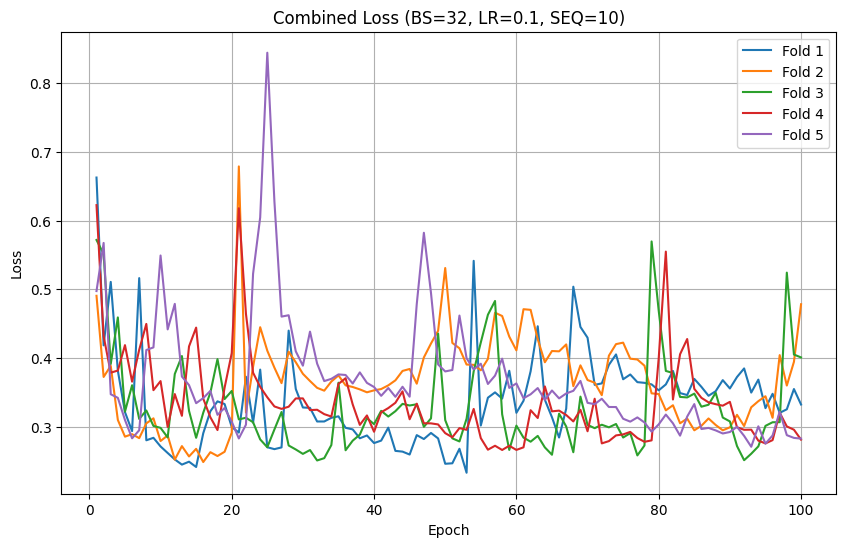 Combined Loss (BS=32, LR=0.1, SEQ=10)
Fold 1
Fold 2
Fold 3
Fold 4
Fold 5
Loss
0.8
0.7
0.6
0.5
0.4
0.3
0 20 40 60 80 100
Epoch